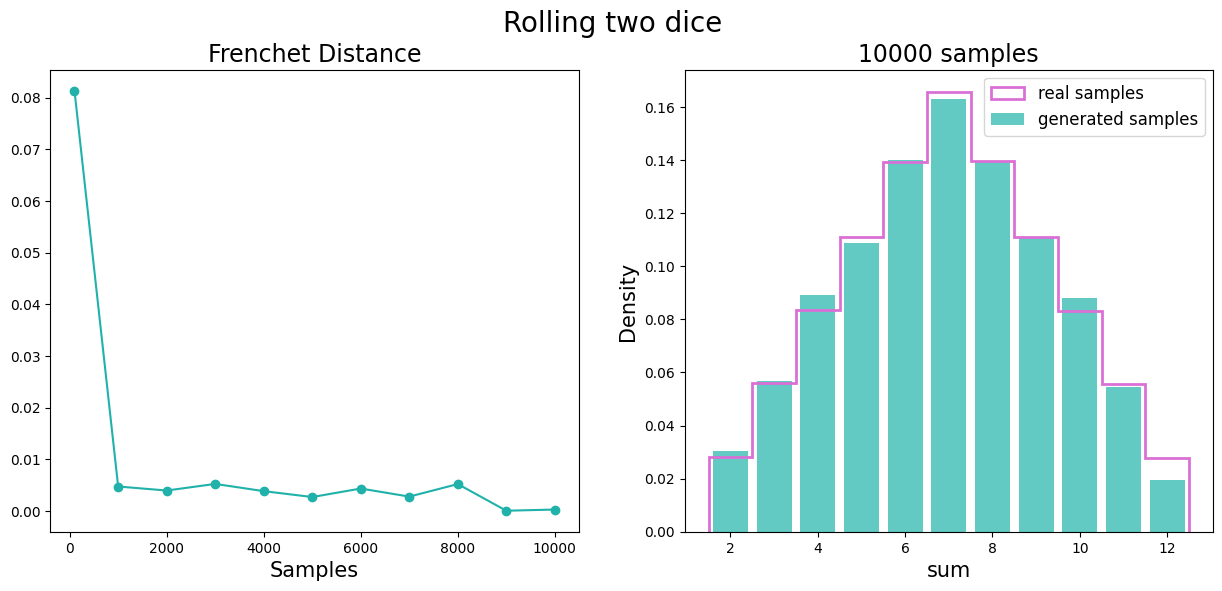 Rolling two dice
Frenchet Distance
0.08
0.07
0.06
0.05
0.04
0.03
0.02
0.01
0.00
0 2000 4000 6000 8000 10000
Samples
10000 samples
real samples
generated samples
Density
0.16
0.14
0.12
0.10
0.08
0.06
0.04
0.02
0.00
2 4 6 8 10 12
sum